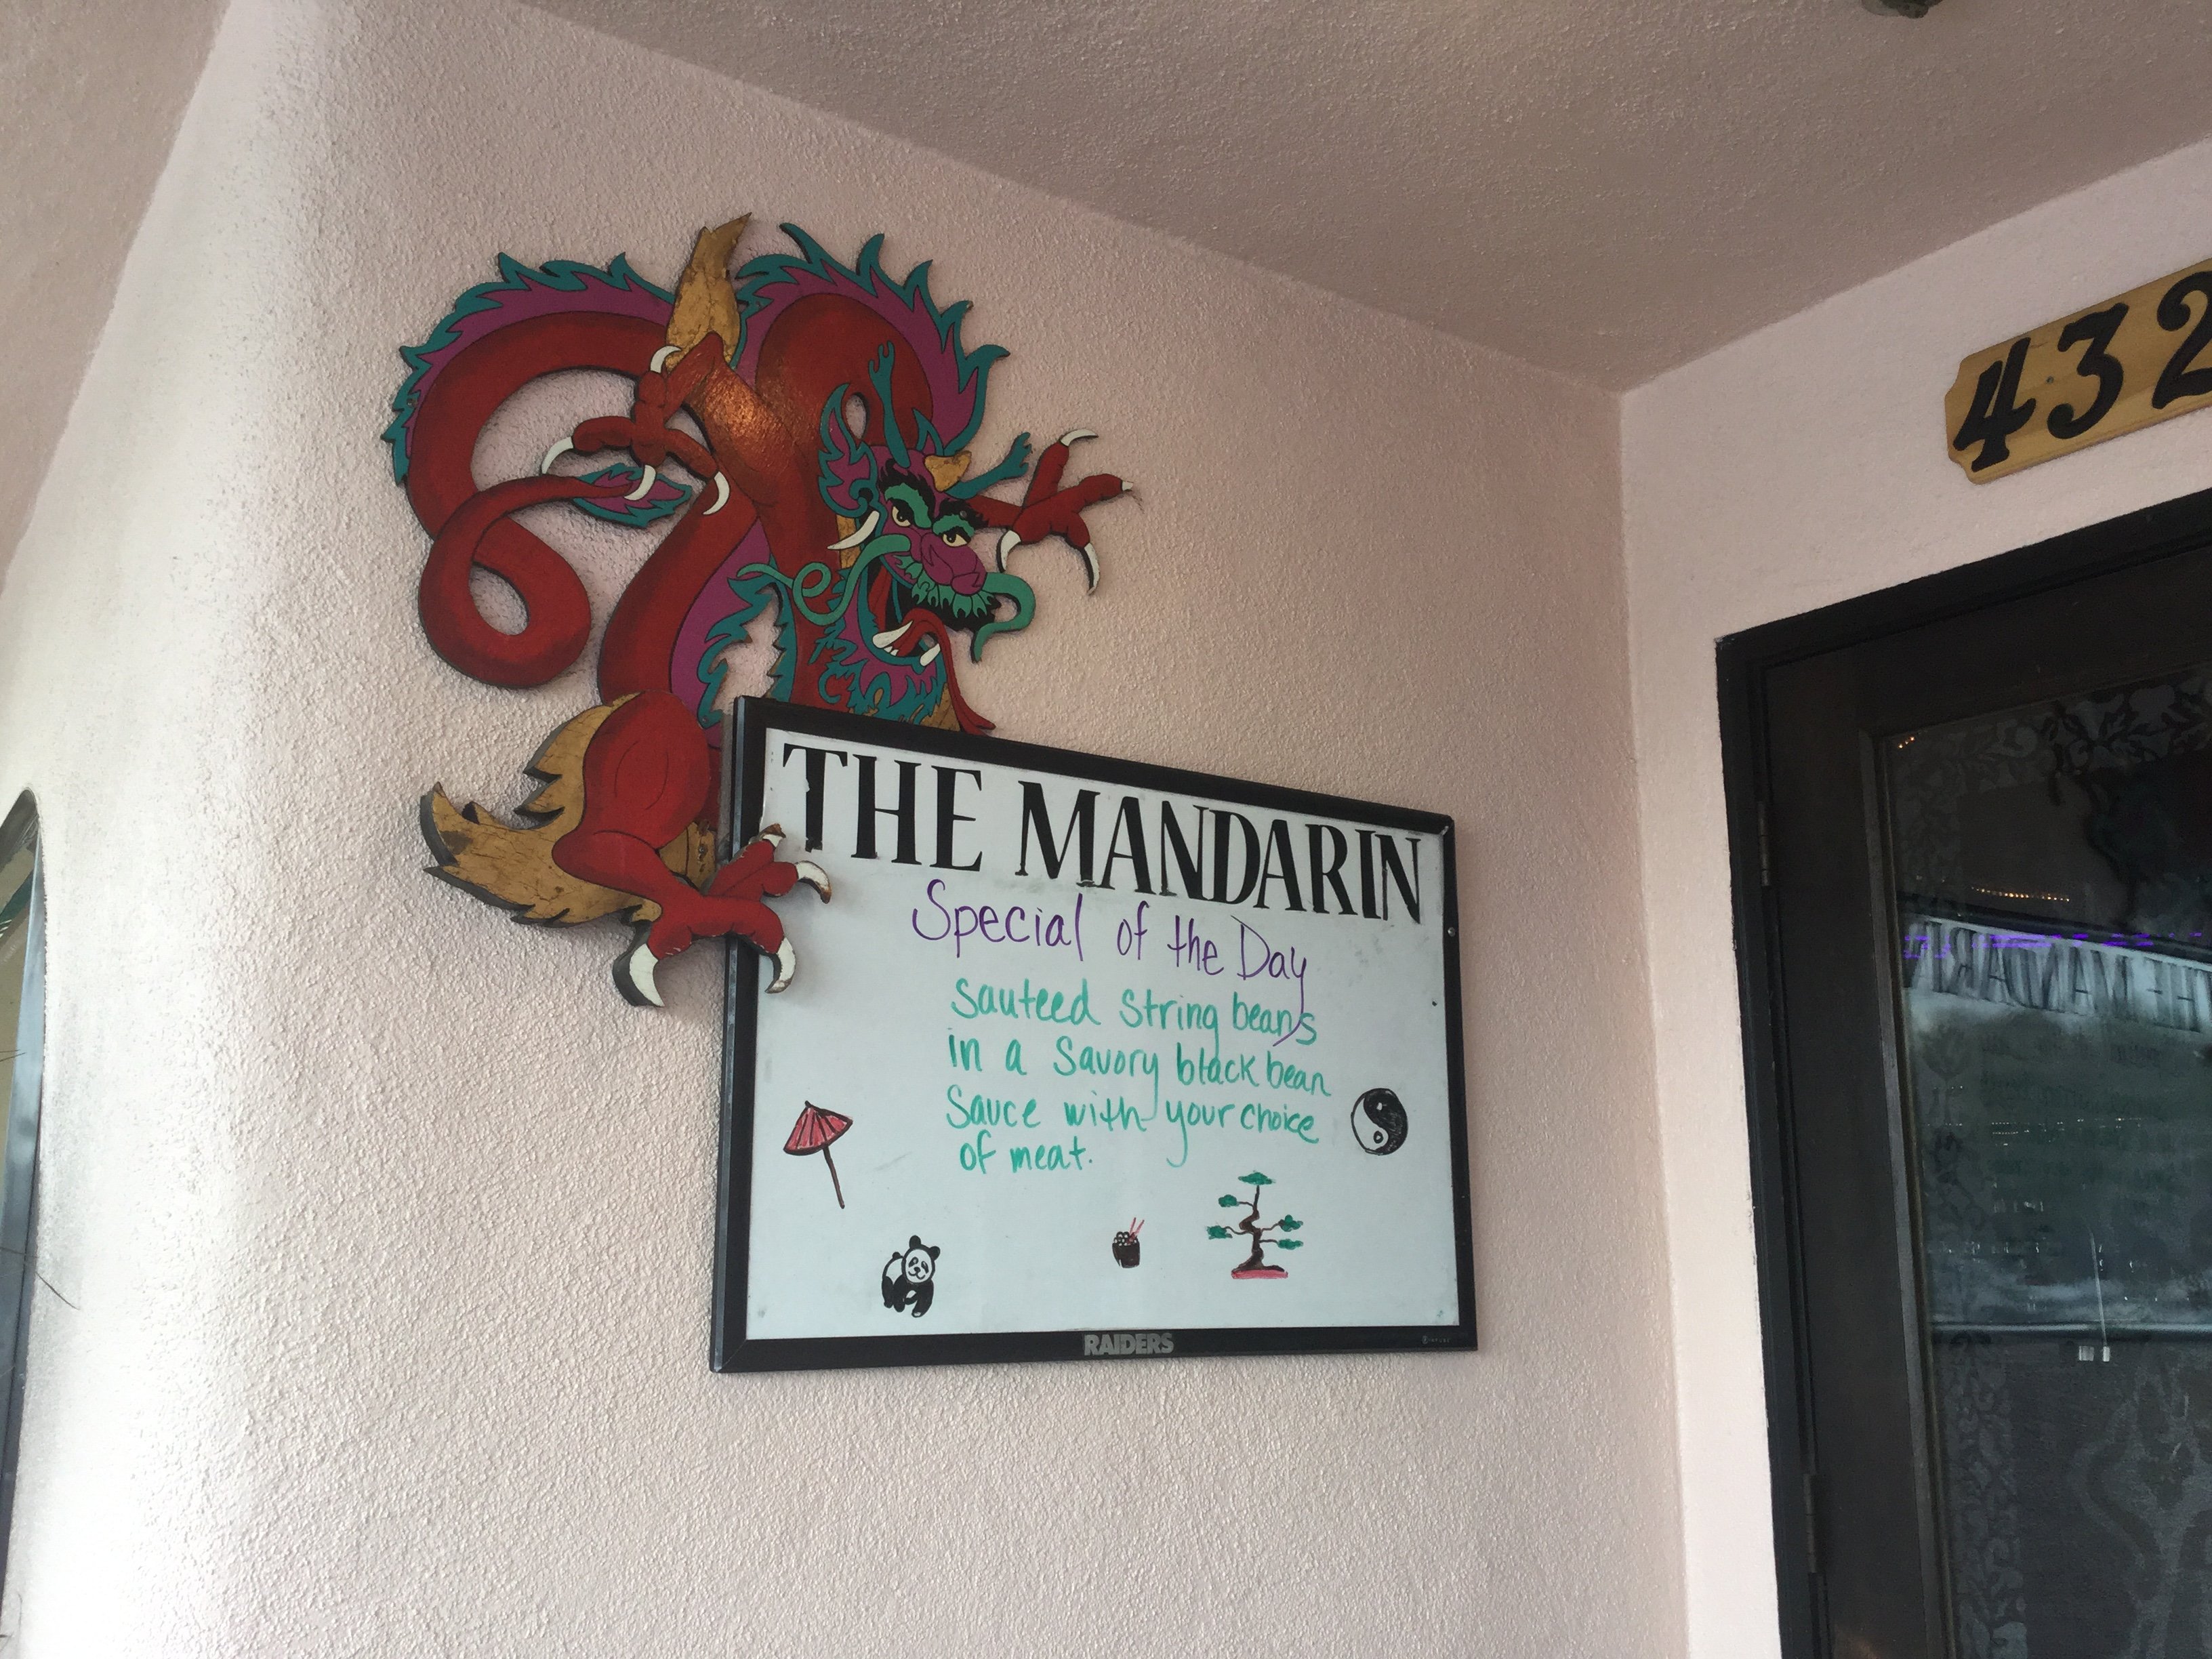 432
THE MANDARIN
Special of the Day
Sauteed String beans
in a Savory black bean
Sauce with your choice
of meat.
RAIDERS